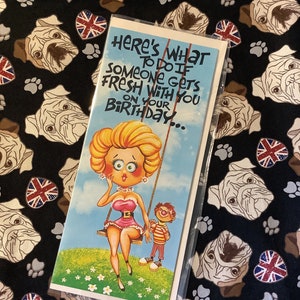 HERE'S WHAT
TO DO IF
SOMEONE GETS
FRESH WITH YOU
ON YOUR
BIRTHDAY...